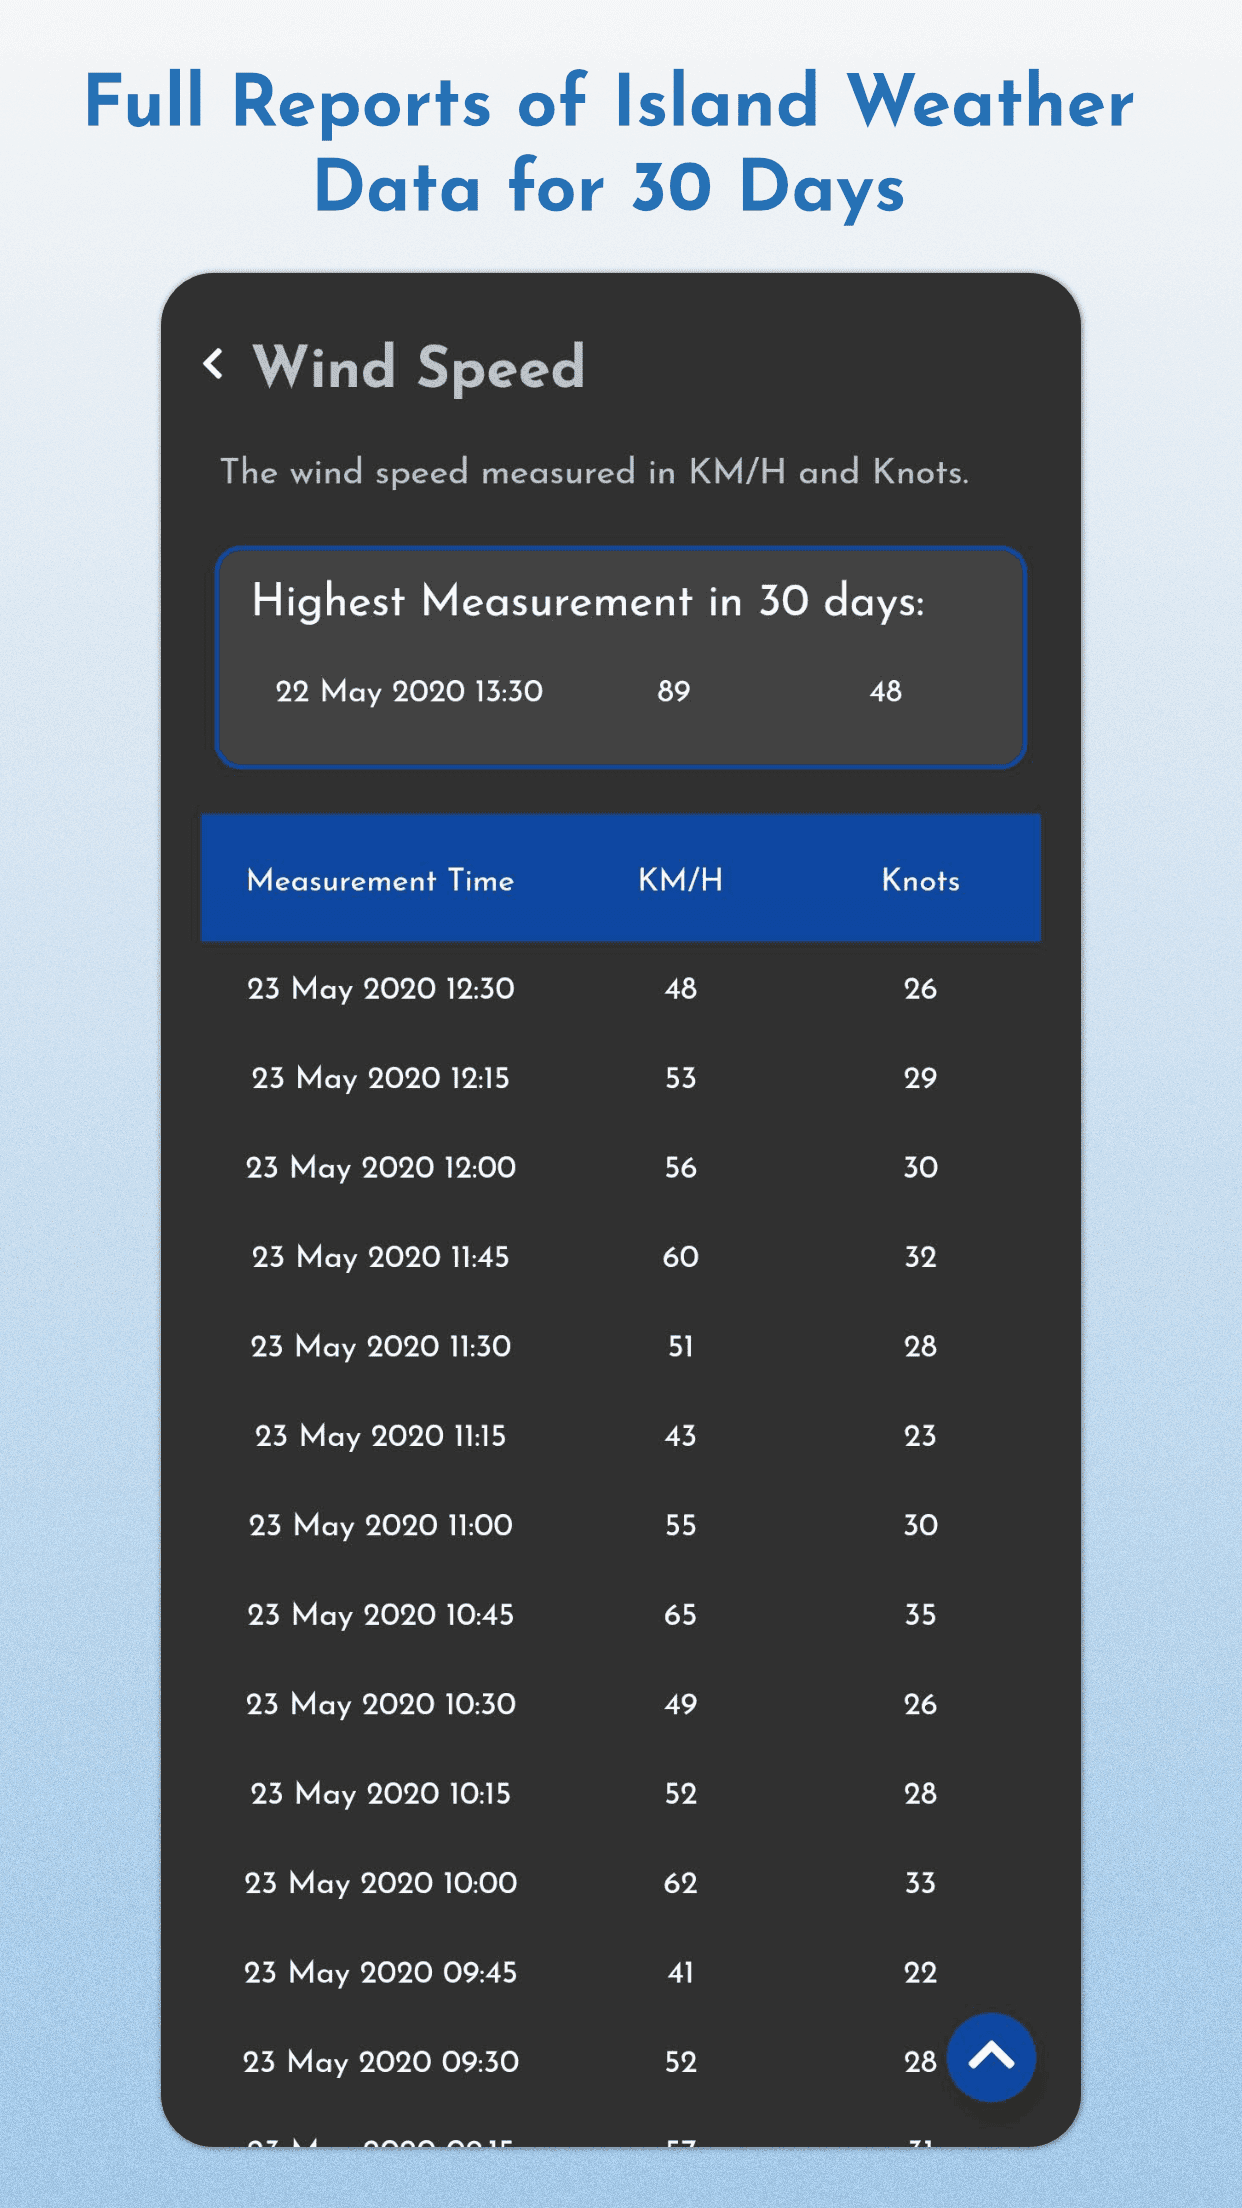 Full Reports of Island Weather
Data for 30 Days
Wind Speed
The wind speed measured in KM/H and Knots.
Highest Measurement in 30 days:
22 May 2020 13:30 89 48
Measurement Time KM/H Knots
23 May 2020 12:30 48 26
23 May 2020 12:15 53 29
23 May 2020 12:00 56 30
23 May 2020 11:45 60 32
23 May 2020 11:30 51 28
23 May 2020 11:15 43 23
23 May 2020 11:00 55 30
23 May 2020 10:45 65 35
23 May 2020 10:30 49 26
23 May 2020 10:15 52 28
23 May 2020 10:00 62 33
23 May 2020 09:45 41 22
23 May 2020 09:30 52 28